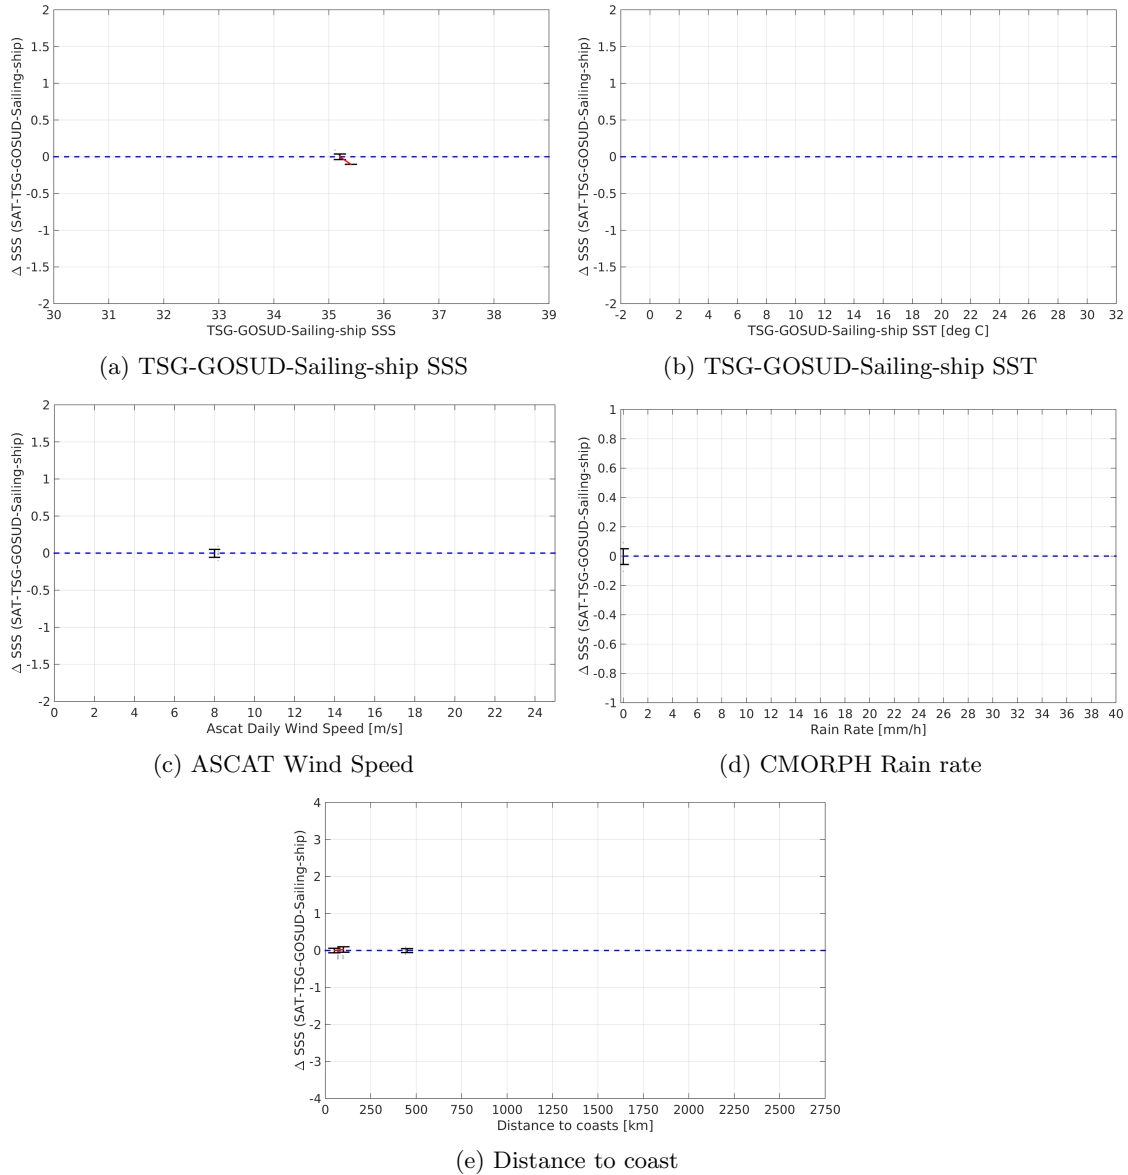 2
1.5
1
0.5
0
-0.5
-1
-1.5
-2
Δ SSS (SAT-TSG-GOSUD-Sailing-ship)
30 31 32 33 34 35 36 37 38 39
TSG-GOSUD-Sailing-ship SSS
(a) TSG-GOSUD-Sailing-ship SSS
2
1.5
1
0.5
0
-0.5
-1
-1.5
-2
Δ SSS (SAT-TSG-GOSUD-Sailing-ship)
-2 0 2 4 6 8 10 12 14 16 18 20 22 24 26 28 30 32
TSG-GOSUD-Sailing-ship SST [deg C]
(b) TSG-GOSUD-Sailing-ship SST
2
1.5
1
0.5
0
-0.5
-1
-1.5
-2
Δ SSS (SAT-TSG-GOSUD-Sailing-ship)
0 2 4 6 8 10 12 14 16 18 20 22 24
Ascat Daily Wind Speed [m/s]
(c) ASCAT Wind Speed
1
0.8
0.6
0.4
0.2
0
-0.2
-0.4
-0.6
-0.8
-1
Δ SSS (SAT-TSG-GOSUD-Sailing-ship)
0 2 4 6 8 10 12 14 16 18 20 22 24 26 28 30 32 34 36 38 40
Rain Rate [mm/h]
(d) CMORPH Rain rate
4
3
2
1
0
-1
-2
-3
-4
Δ SSS (SAT-TSG-GOSUD-Sailing-ship)
0 250 500 750 1000 1250 1500 1750 2000 2250 2500 2750
Distance to coasts [km]
(e) Distance to coast